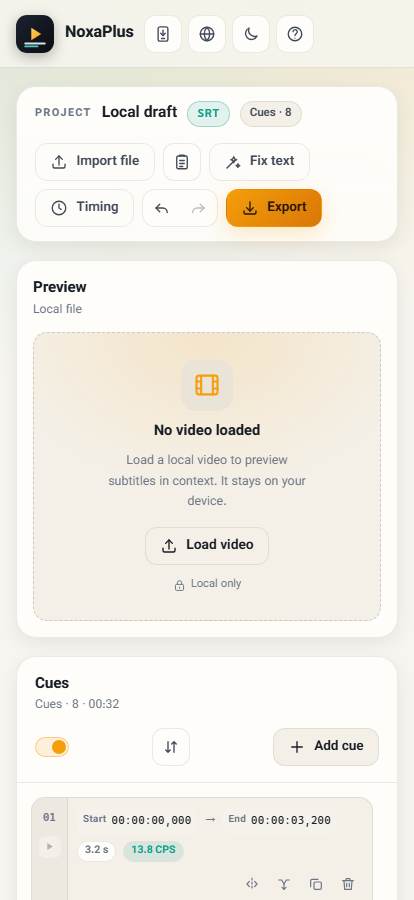 NoxaPlus
PROJECT Local draft SRT Cues · 8
Import file Fix text
Timing Export
Preview
Local file
No video loaded
Load a local video to preview
subtitles in context. It stays on your
device.
Load video
Local only
Cues
Cues · 8 · 00:32
Add cue
01 Start 00:00:00,000 → End 00:00:03,200
3.2 s 13.8 CPS